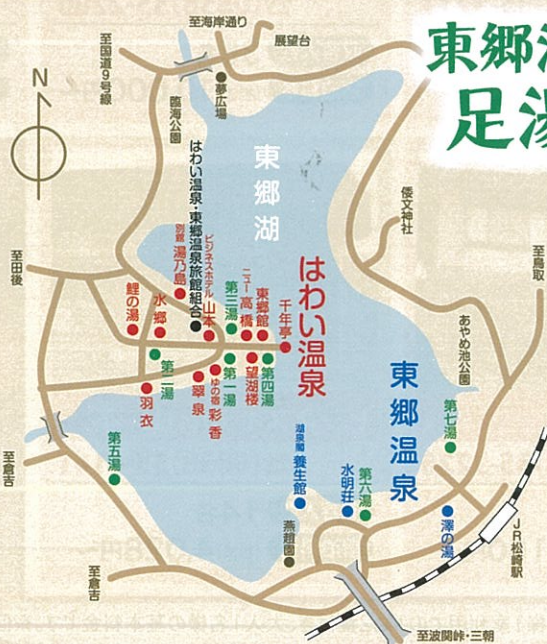 至海岸通り
展望台
至国道9号線
夢広場
臨海公園
N
東郷
足湯
東郷湖
はわい温泉・東郷温泉旅館組合
倭文神社
至鳥取
至田後
別館 湯乃島
ビジネスホテル 山本
鯉の湯
水郷
第三湯
ニュー高橋
東郷館
千年亭
はわい温泉
第二湯
羽衣
翠泉
ゆの宿 彩香
第一湯
望湖楼
第四湯
あやめ池公園
東郷温泉
第七湯
至倉吉
第五湯
湖泉閣 養生館
水明荘
第六湯
澤の湯
JR松崎駅
燕趙園
至倉吉
至波関峠・三朝